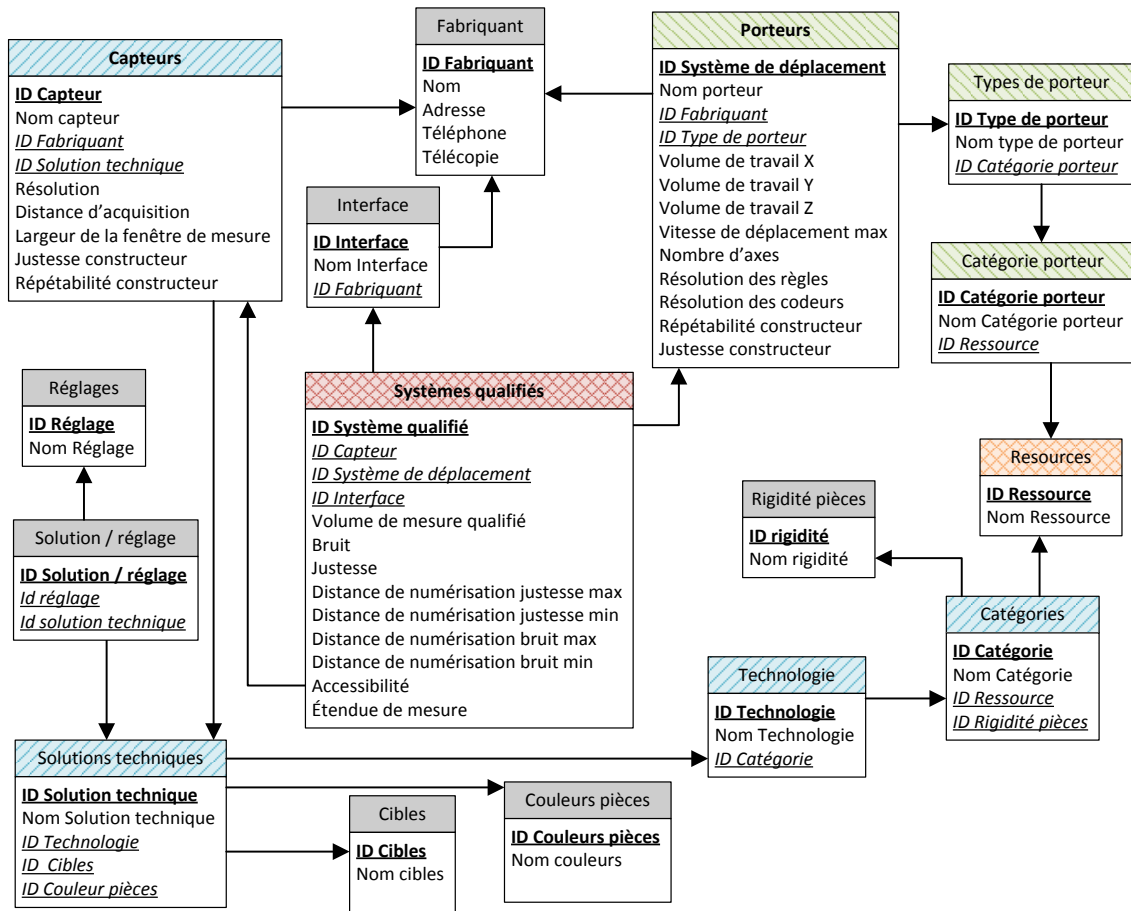 Capteurs
ID Capteur
Nom capteur
ID Fabriquant
ID Solution technique
Résolution
Distance d’acquisition
Largeur de la fenêtre de mesure
Justesse constructeur
Répétabilité constructeur
Fabriquant
ID Fabriquant
Nom
Adresse
Téléphone
Télécopie
Porteurs
ID Système de déplacement
Nom porteur
ID Fabriquant
ID Type de porteur
Volume de travail X
Volume de travail Y
Volume de travail Z
Vitesse de déplacement max
Nombre d’axes
Résolution des règles
Résolution des codeurs
Répétabilité constructeur
Justesse constructeur
Types de porteur
ID Type de porteur
Nom type de porteur
ID Catégorie porteur
Interface
ID Interface
Nom Interface
ID Fabriquant
Catégorie porteur
ID Catégorie porteur
Nom Catégorie porteur
ID Ressource
Réglages
ID Réglage
Nom Réglage
Systèmes qualifiés
ID Système qualifié
ID Capteur
ID Système de déplacement
ID Interface
Volume de mesure qualifié
Bruit
Justesse
Distance de numérisation justesse max
Distance de numérisation justesse min
Distance de numérisation bruit max
Distance de numérisation bruit min
Accessibilité
Étendue de mesure
Resources
ID Ressource
Nom Ressource
Rigidité pièces
ID rigidité
Nom rigidité
Solution / réglage
ID Solution / réglage
Id réglage
Id solution technique
Catégories
ID Catégorie
Nom Catégorie
ID Ressource
ID Rigidité pièces
Technologie
ID Technologie
Nom Technologie
ID Catégorie
Solutions techniques
ID Solution technique
Nom Solution technique
ID Technologie
ID  Cibles
ID Couleur pièces
Cibles
ID Cibles
Nom cibles
Couleurs pièces
ID Couleurs pièces
Nom couleurs